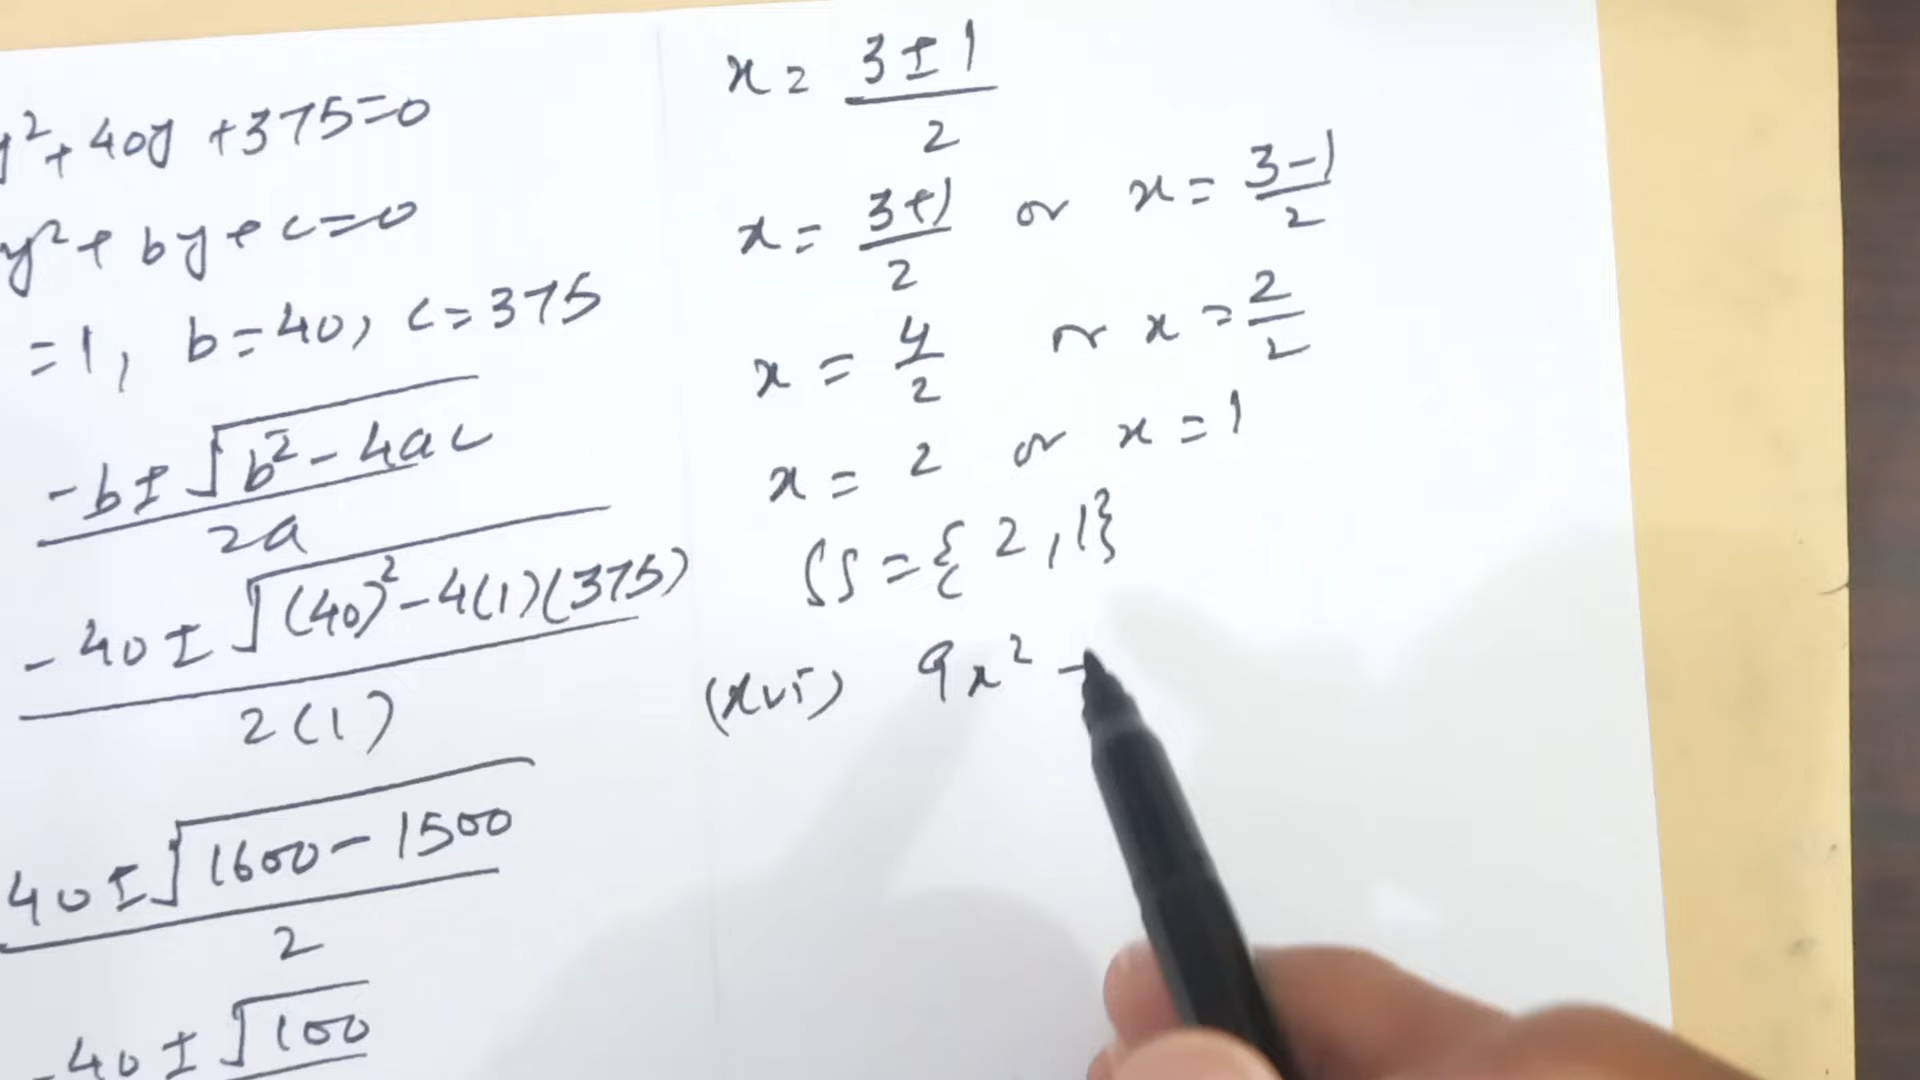 y²+40y+375=0
y²+by+c=0
=1, b=40, c=375
-b±√b²-4ac
2a
-40±√(40)²-4(1)(375)
2(1)
40±√1600-1500
2
-40±√100
x= 3±1
2
x= 3+1/2 or x= 3-1/2
x= 4/2 or x= 2/2
x= 2 or x=1
SS={2,1}
(xvi) 9x² -